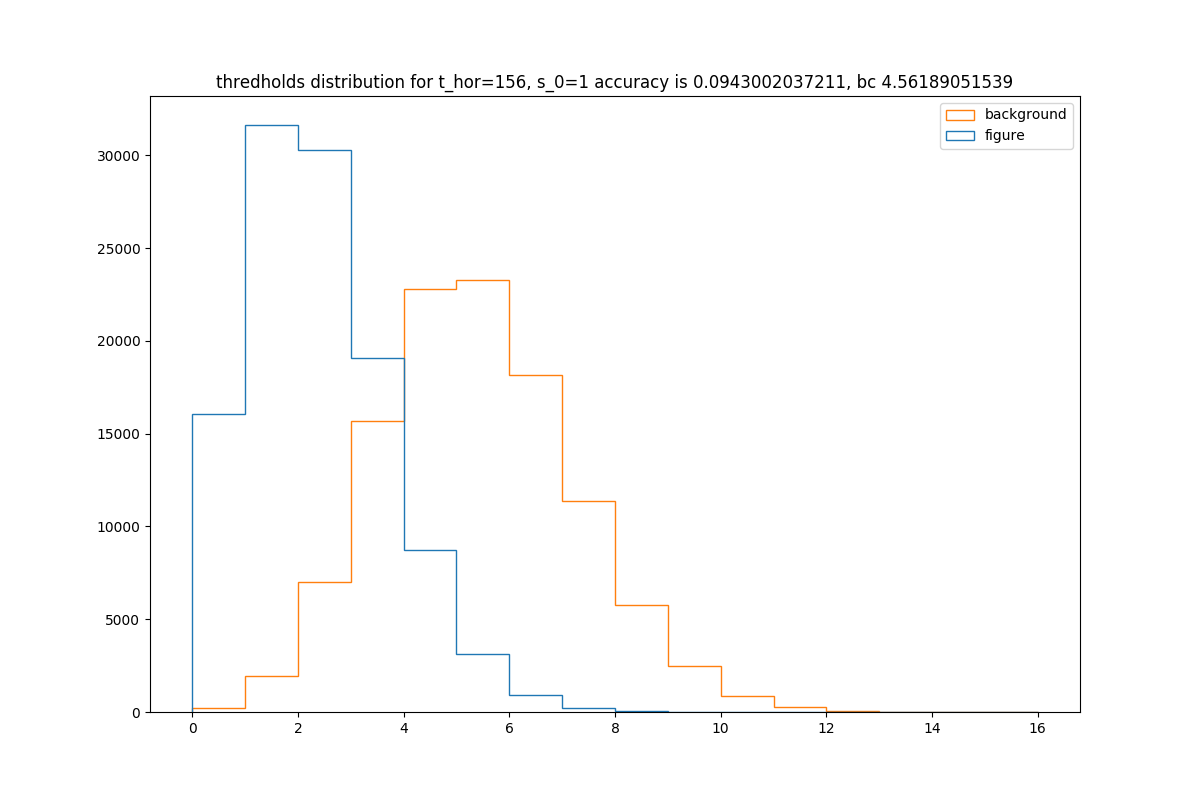 thredholds distribution for t_hor=156, s_0=1 accuracy is 0.0943002037211, bc 4.56189051539
background
figure
30000
25000
20000
15000
10000
5000
0
0 2 4 6 8 10 12 14 16